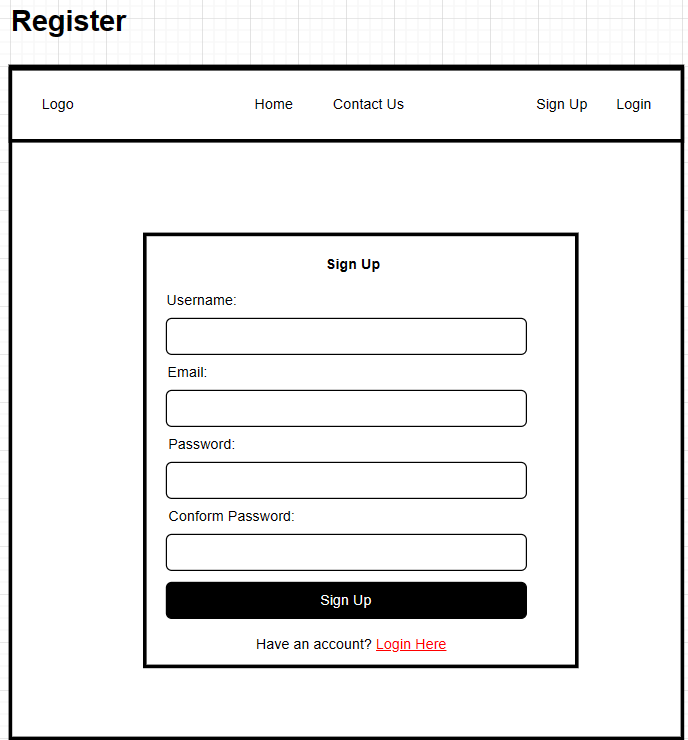 Register
Logo Home Contact Us Sign Up Login
Sign Up
Username:
Email:
Password:
Conform Password:
Sign Up
Have an account? Login Here